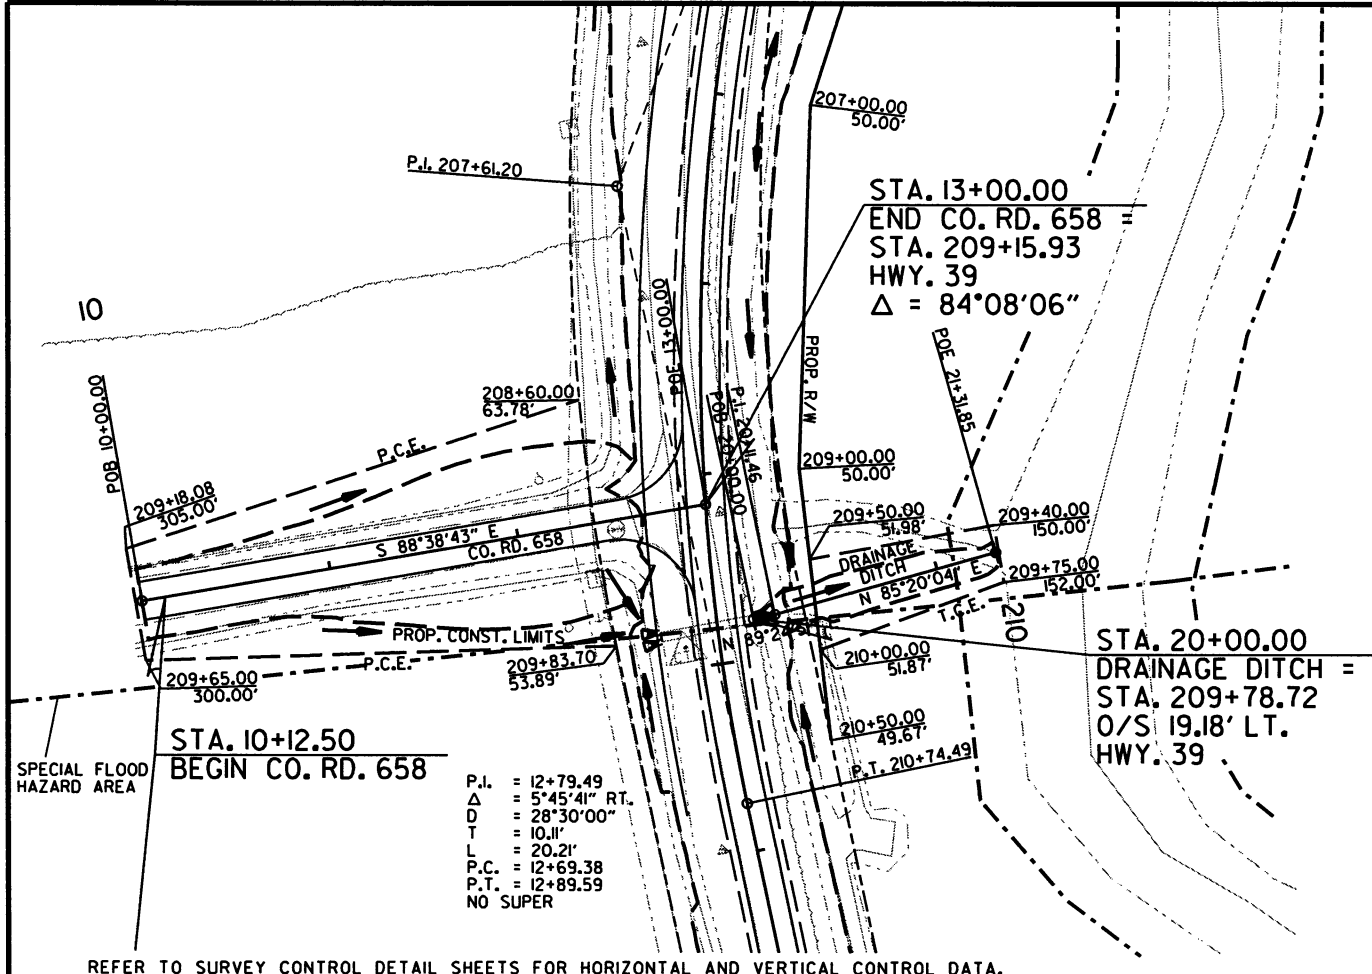 207+00.00
50.00'
P.I. 207+61.20
STA. 13+00.00
END CO. RD. 658 =
STA. 209+15.93
HWY. 39
Δ = 84°08'06"
10
POE 13+00.00
PROP. R/W
POE 21+31.85
POB 10+00.00
208+60.00
63.78'
P.C.E.
P.I. 20+11.46
POB 20+00.00
209+00.00
50.00'
209+18.08
305.00'
209+50.00
51.98'
209+40.00
150.00'
S 88°38'43" E
CO. RD. 658
DRAINAGE
DITCH
N 85°20'04" E
209+75.00
152.00'
T.C.E.
210
PROP. CONST. LIMITS
P.C.E.
209+83.70
53.89'
210+00.00
51.87'
209+65.00
300.00'
STA. 20+00.00
DRAINAGE DITCH =
STA. 209+78.72
O/S 19.18' LT.
HWY. 39
210+50.00
49.67'
P.T. 210+74.49
STA. 10+12.50
BEGIN CO. RD. 658
SPECIAL FLOOD
HAZARD AREA
P.I. = 12+79.49
Δ = 5°45'41" RT.
D = 28°30'00"
T = 10.11'
L = 20.21'
P.C. = 12+69.38
P.T. = 12+89.59
NO SUPER
REFER TO SURVEY CONTROL DETAIL SHEETS FOR HORIZONTAL AND VERTICAL CONTROL DATA.